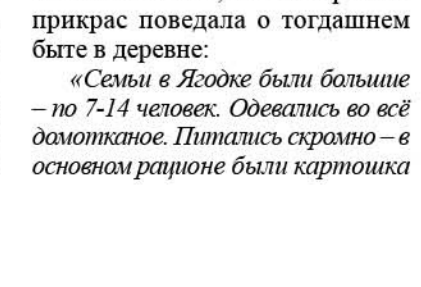 прикрас поведала о тогдашнем
быте в деревне:
«Семьи в Ягодке были большие
– по 7-14 человек. Одевались во всё
домотканое. Питались скромно – в
основном рационе были картошка